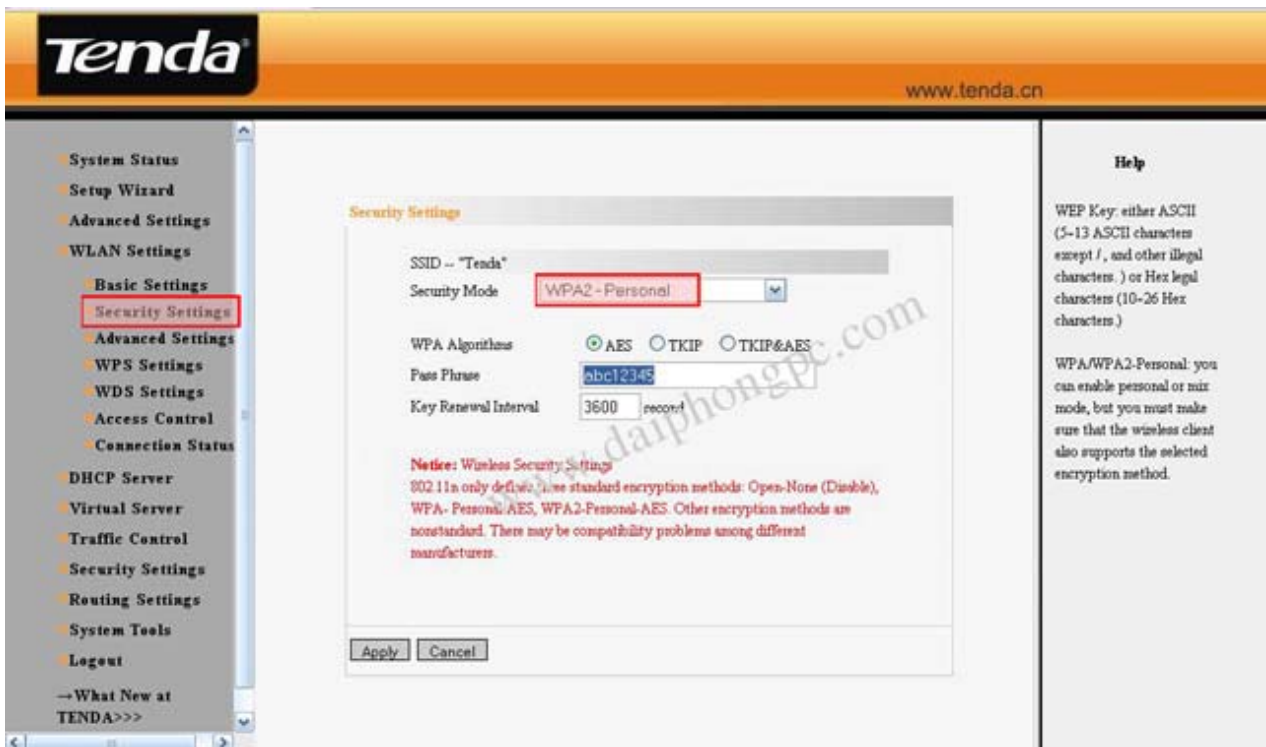 Tenda
www.tenda.cn
System Status
Setup Wizard
Advanced Settings
WLAN Settings
Basic Settings
Security Settings
Advanced Settings
WPS Settings
WDS Settings
Access Control
Connection Status
DHCP Server
Virtual Server
Traffic Control
Security Settings
Routing Settings
System Tools
Logout
→What New at
TENDA>>>
Security Settings
SSID -- "Tenda"
Security Mode WPA2 - Personal
WPA Algorithms AES TKIP TKIP&AES
Pass Phrase abc12345
Key Renewal Interval 3600 second
Notice: Wireless Security Settings
802.11n only defines three standard encryption methods: Open-None (Disable),
WPA- Personal-AES, WPA2-Personal-AES. Other encryption methods are
nonstandard. There may be compatibility problems among different
manufacturers.
Apply Cancel
www.daiphongpc.com
Help
WEP Key: either ASCII
(5-13 ASCII characters
except / , and other illegal
characters. ) or Hex legal
characters (10-26 Hex
characters.)
WPA/WPA2-Personal: you
can enable personal or mix
mode, but you must make
sure that the wireless client
also supports the selected
encryption method.